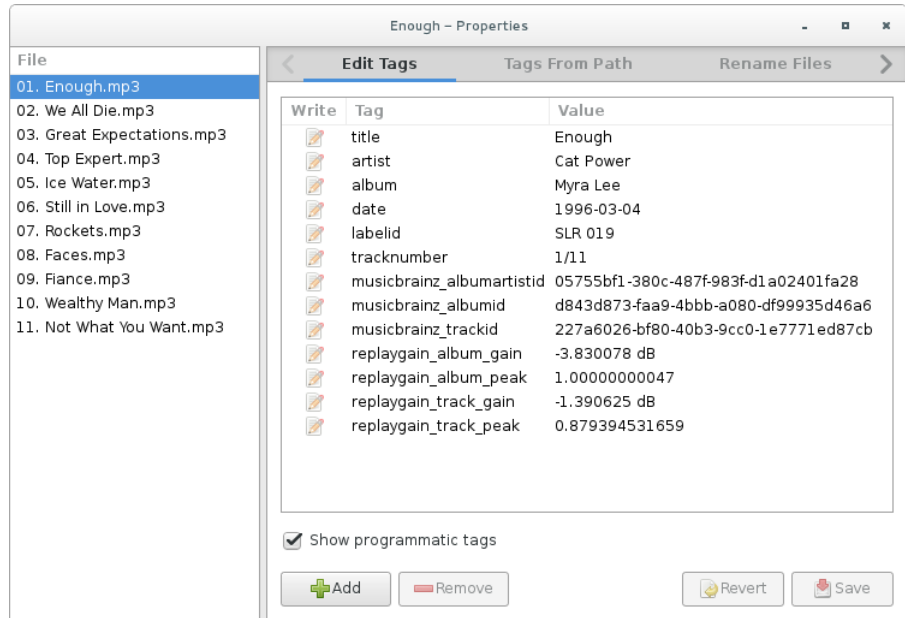 Enough – Properties
File
01. Enough.mp3
02. We All Die.mp3
03. Great Expectations.mp3
04. Top Expert.mp3
05. Ice Water.mp3
06. Still in Love.mp3
07. Rockets.mp3
08. Faces.mp3
09. Fiance.mp3
10. Wealthy Man.mp3
11. Not What You Want.mp3
Edit Tags Tags From Path Rename Files
Write Tag Value
title Enough
artist Cat Power
album Myra Lee
date 1996-03-04
labelid SLR 019
tracknumber 1/11
musicbrainz_albumartistid 05755bf1-380c-487f-983f-d1a02401fa28
musicbrainz_albumid d843d873-faa9-4bbb-a080-df99935d46a6
musicbrainz_trackid 227a6026-bf80-40b3-9cc0-1e7771ed87cb
replaygain_album_gain -3.830078 dB
replaygain_album_peak 1.00000000047
replaygain_track_gain -1.390625 dB
replaygain_track_peak 0.879394531659
Show programmatic tags
Add Remove Revert Save